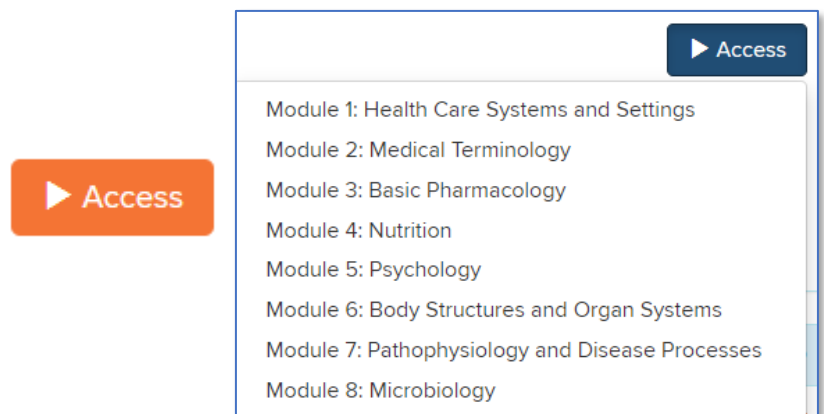 Access
Access
Module 1: Health Care Systems and Settings
Module 2: Medical Terminology
Module 3: Basic Pharmacology
Module 4: Nutrition
Module 5: Psychology
Module 6: Body Structures and Organ Systems
Module 7: Pathophysiology and Disease Processes
Module 8: Microbiology